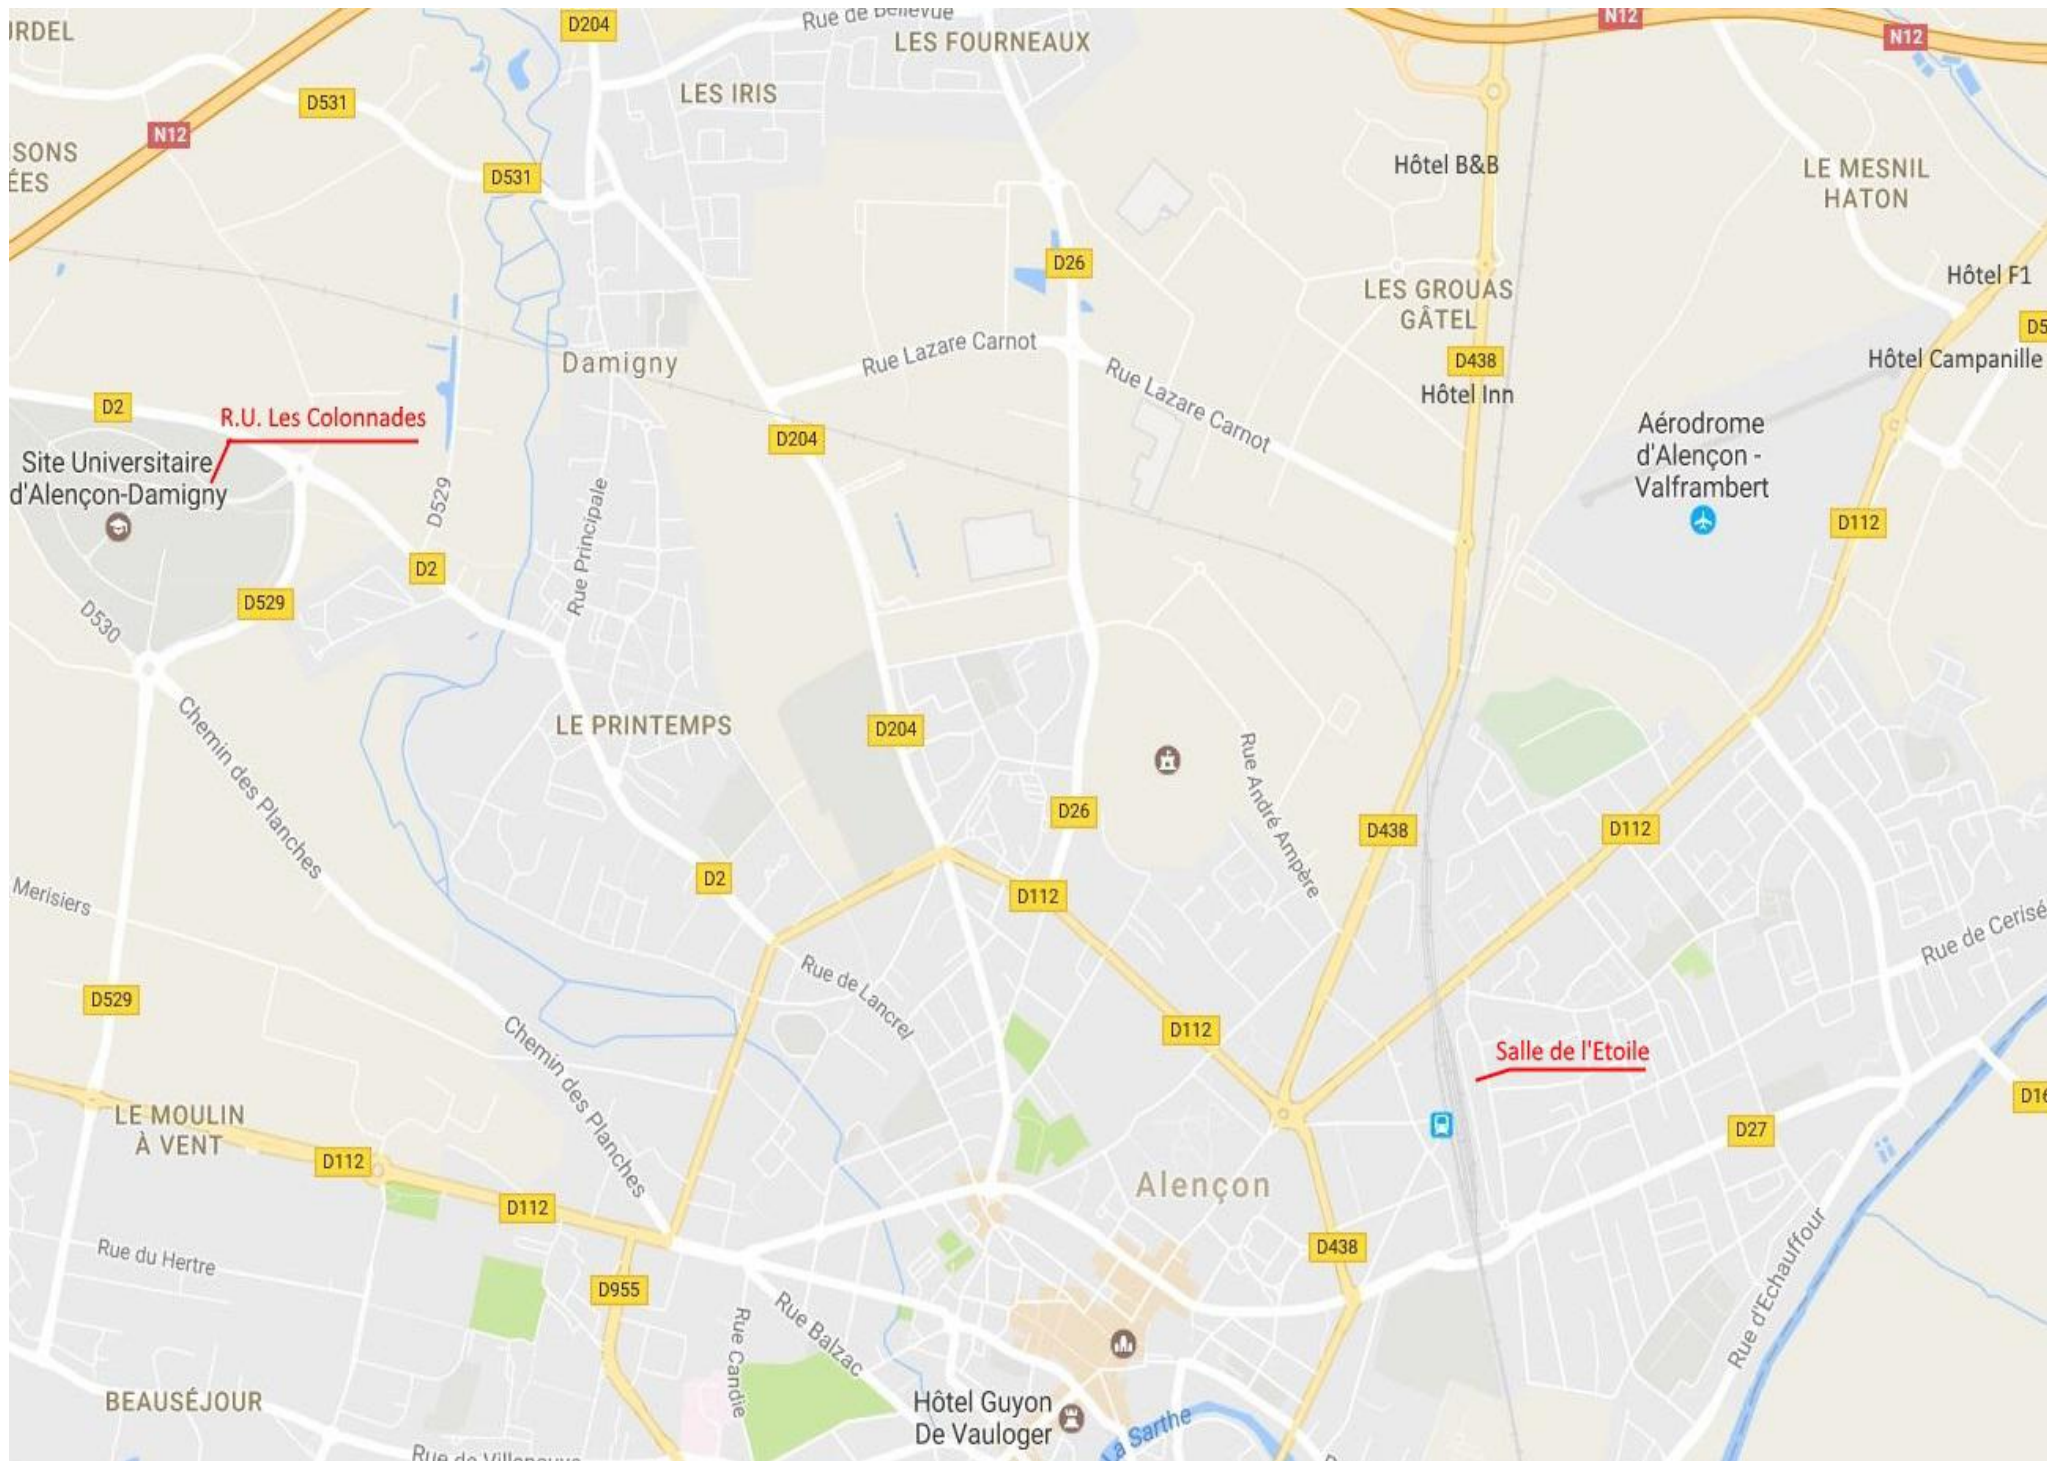 D204
Rue de Bellevue
N12
N12
LES FOURNEAUX
LES IRIS
D531
N12
D531
Hôtel B&B
LE MESNIL
HATON
D26
Hôtel F1
LES GROUAS
GÂTEL
Rue Lazare Carnot
Damigny
D438
Hôtel Campanille
Rue Lazare Carnot
Hôtel Inn
D2
R.U. Les Colonnades
D204
Aérodrome
d'Alençon -
Valframbert
Site Universitaire
d'Alençon-Damigny
D529
Rue Principale
D112
D2
D529
D530
LE PRINTEMPS
D204
Chemin des Planches
Rue André Ampère
D26
D438
D112
Merisiers
D2
D112
Rue de Cerisé
Rue de Lancrel
D529
D112
Salle de l'Etoile
Chemin des Planches
LE MOULIN
À VENT
D27
D112
Alençon
D112
Rue du Hertre
D438
Rue d'Echauffour
D955
Rue Balzac
Rue Candie
BEAUSÉJOUR
Hôtel Guyon
De Vauloger
La Sarthe